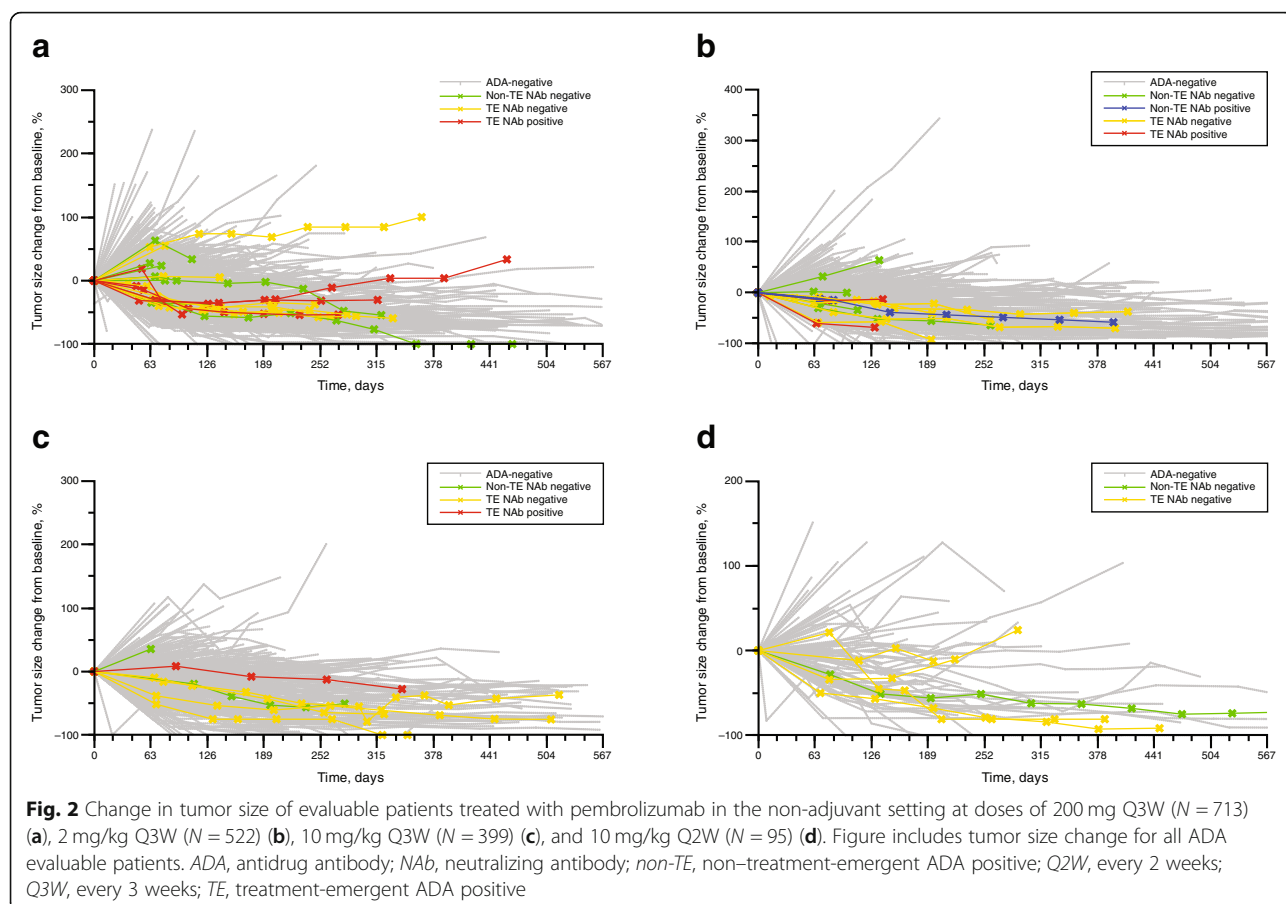 a
ADA-negative
Non-TE NAb negative
TE NAb negative
TE NAb positive
Tumor size change from baseline, %
300
200
100
0
−100
0 63 126 189 252 315 378 441 504 567
Time, days
b
ADA-negative
Non-TE NAb negative
Non-TE NAb positive
TE NAb negative
TE NAb positive
Tumor size change from baseline, %
400
300
200
100
0
−100
0 63 126 189 252 315 378 441 504 567
Time, days
c
ADA-negative
Non-TE NAb negative
TE NAb negative
TE NAb positive
Tumor size change from baseline, %
300
200
100
0
−100
0 63 126 189 252 315 378 441 504 567
Time, days
d
ADA-negative
Non-TE NAb negative
TE NAb negative
Tumor size change from baseline, %
200
100
0
−100
0 63 126 189 252 315 378 441 504 567
Time, days
Fig. 2 Change in tumor size of evaluable patients treated with pembrolizumab in the non-adjuvant setting at doses of 200 mg Q3W (N = 713)
(a), 2 mg/kg Q3W (N = 522) (b), 10 mg/kg Q3W (N = 399) (c), and 10 mg/kg Q2W (N = 95) (d). Figure includes tumor size change for all ADA
evaluable patients. ADA, antidrug antibody; NAb, neutralizing antibody; non-TE, non–treatment-emergent ADA positive; Q2W, every 2 weeks;
Q3W, every 3 weeks; TE, treatment-emergent ADA positive